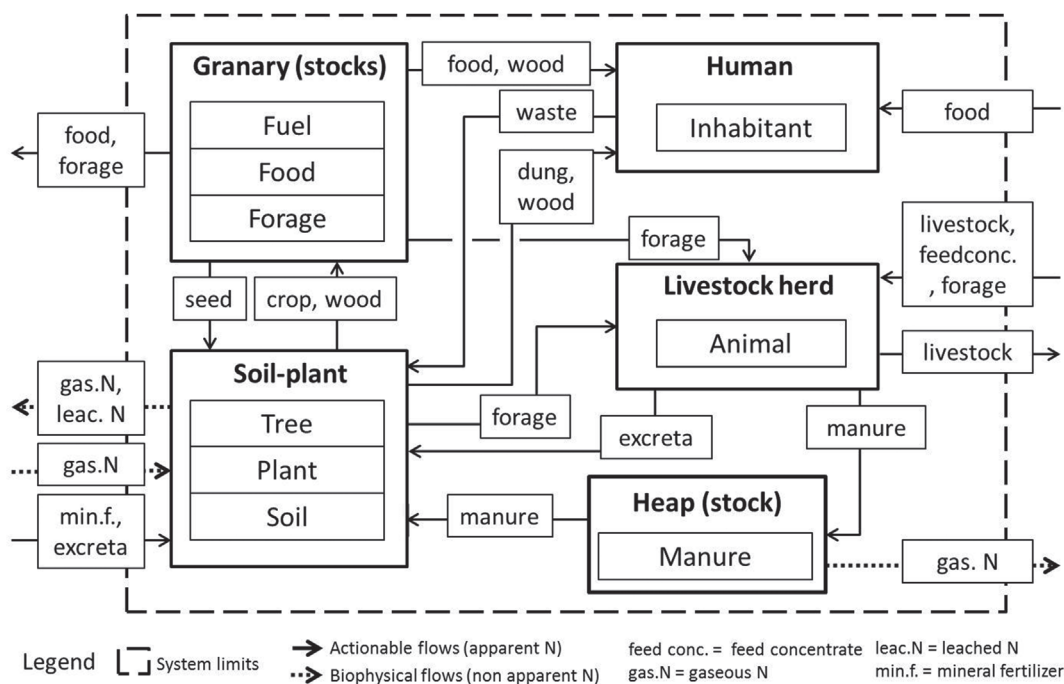 Granary (stocks)
Fuel
Food
Forage
food, wood
Human
Inhabitant
waste
food
food,
forage
dung,
wood
forage
livestock,
feedconc.
, forage
Livestock herd
Animal
livestock
seed
crop, wood
Soil-plant
Tree
Plant
Soil
gas.N,
leac. N
gas.N
min.f.,
excreta
forage
excreta
manure
manure
Heap (stock)
Manure
gas. N
Legend
System limits
Actionable flows (apparent N)
Biophysical flows (non apparent N)
feed conc. = feed concentrate
gas.N = gaseous N
leac.N = leached N
min.f. = mineral fertilizer